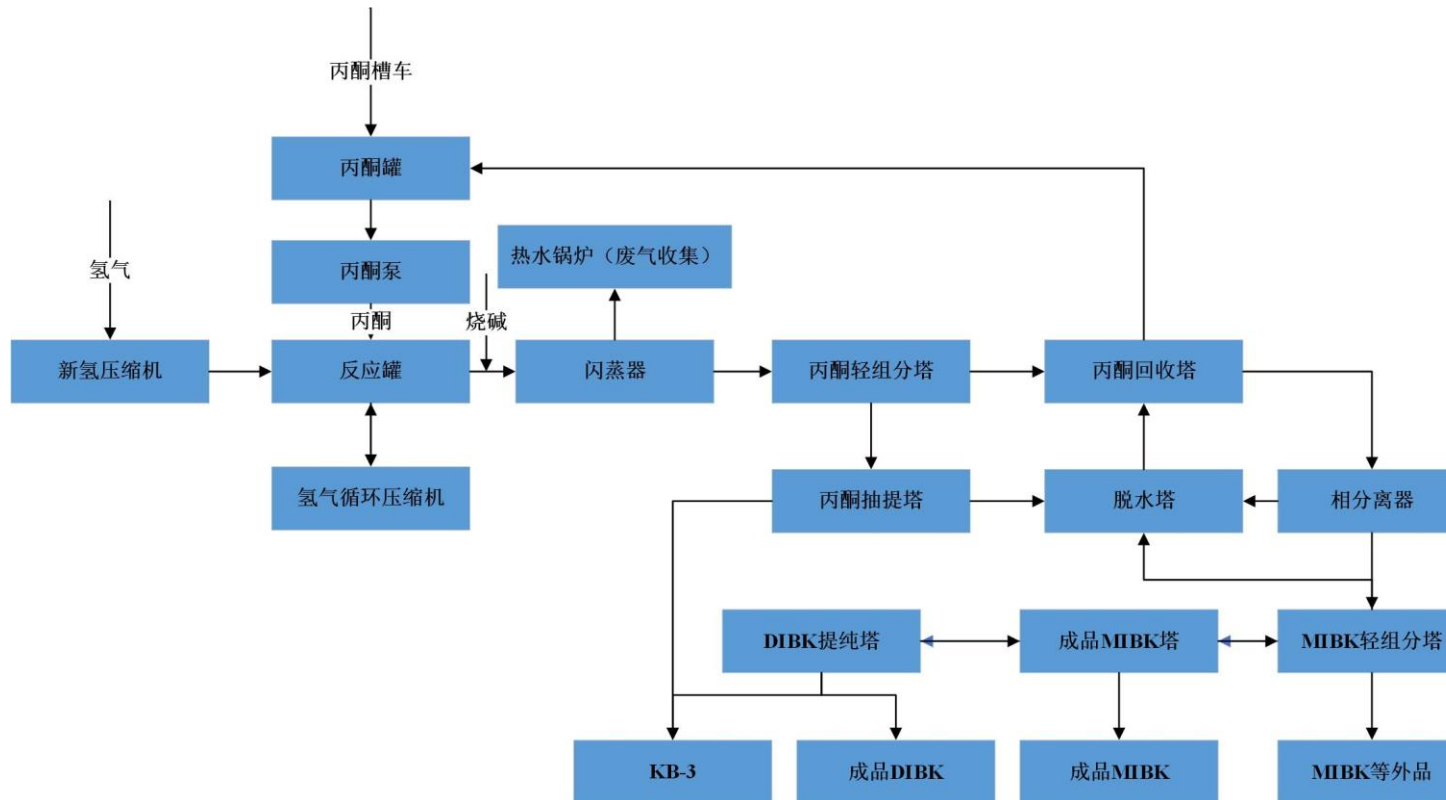 丙酮槽车
丙酮罐
氢气
丙酮泵
热水锅炉（废气收集）
丙酮
烧碱
新氢压缩机
反应罐
闪蒸器
丙酮轻组分塔
丙酮回收塔
氢气循环压缩机
丙酮抽提塔
脱水塔
相分离器
DIBK提纯塔
成品MIBK塔
MIBK轻组分塔
KB-3
成品DIBK
成品MIBK
MIBK等外品